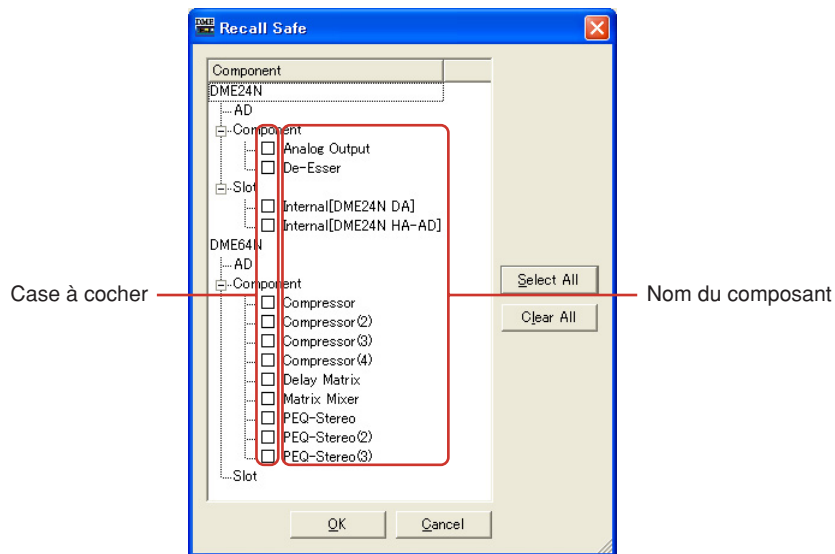 DME
Recall Safe
Component
DME24N
AD
Component
Analog Output
De-Esser
Slot
Internal[DME24N DA]
Internal[DME24N HA-AD]
DME64N
AD
Component
Compressor
Compressor(2)
Compressor(3)
Compressor(4)
Delay Matrix
Matrix Mixer
PEQ-Stereo
PEQ-Stereo(2)
PEQ-Stereo(3)
Slot
Select All
Clear All
OK
Cancel
Case à cocher
Nom du composant